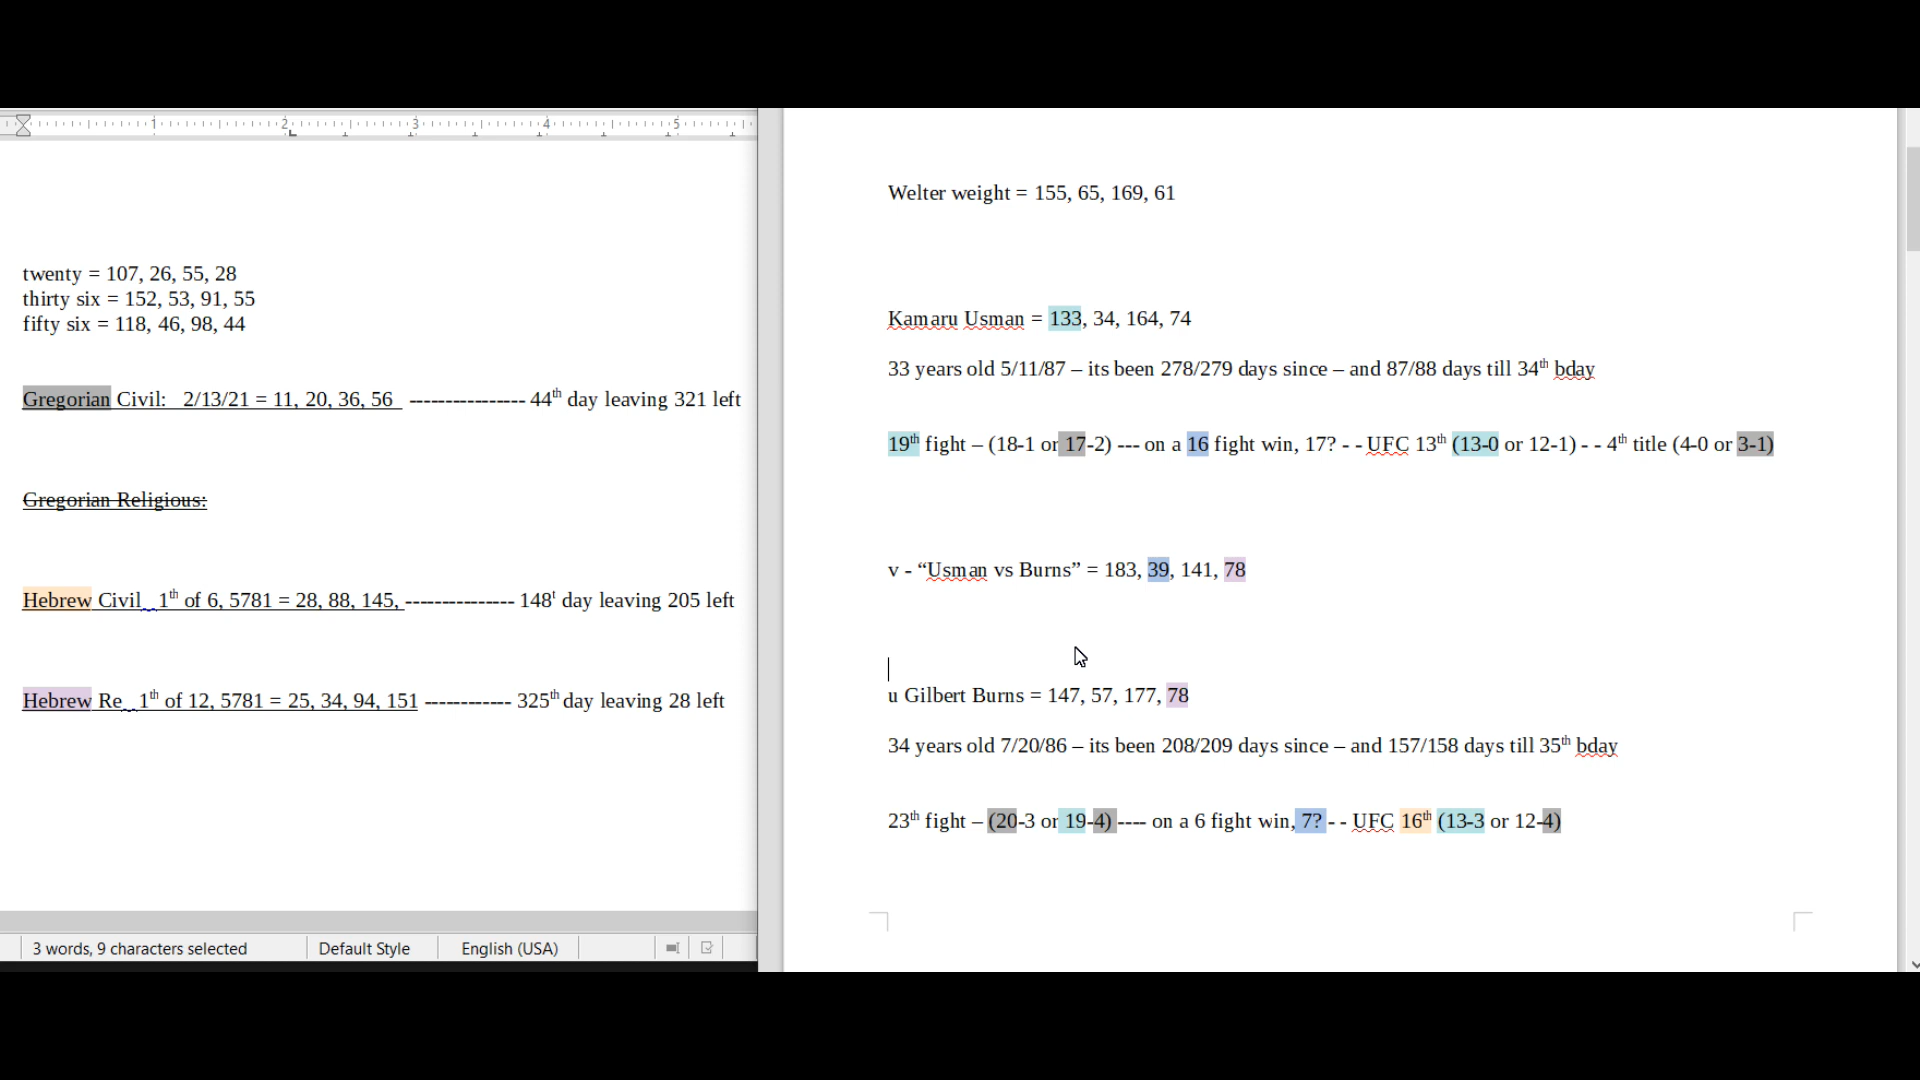 1 2 3 4 5
twenty = 107, 26, 55, 28
thirty six = 152, 53, 91, 55
fifty six = 118, 46, 98, 44
Gregorian Civil: 2/13/21 = 11, 20, 36, 56 ---------------- 44th day leaving 321 left
Gregorian Religious:
Hebrew Civil 1th of 6, 5781 = 28, 88, 145, --------------- 148t day leaving 205 left
Hebrew Re 1th of 12, 5781 = 25, 34, 94, 151 ------------ 325th day leaving 28 left
3 words, 9 characters selected
Default Style
English (USA)
Welter weight = 155, 65, 169, 61
Kamaru Usman = 133, 34, 164, 74
33 years old 5/11/87 – its been 278/279 days since – and 87/88 days till 34th bday
19th fight – (18-1 or 17-2) --- on a 16 fight win, 17? - - UFC 13th (13-0 or 12-1) - - 4th title (4-0 or 3-1)
v - “Usman vs Burns” = 183, 39, 141, 78
u Gilbert Burns = 147, 57, 177, 78
34 years old 7/20/86 – its been 208/209 days since – and 157/158 days till 35th bday
23th fight – (20-3 or 19-4) ---- on a 6 fight win, 7? - - UFC 16th (13-3 or 12-4)